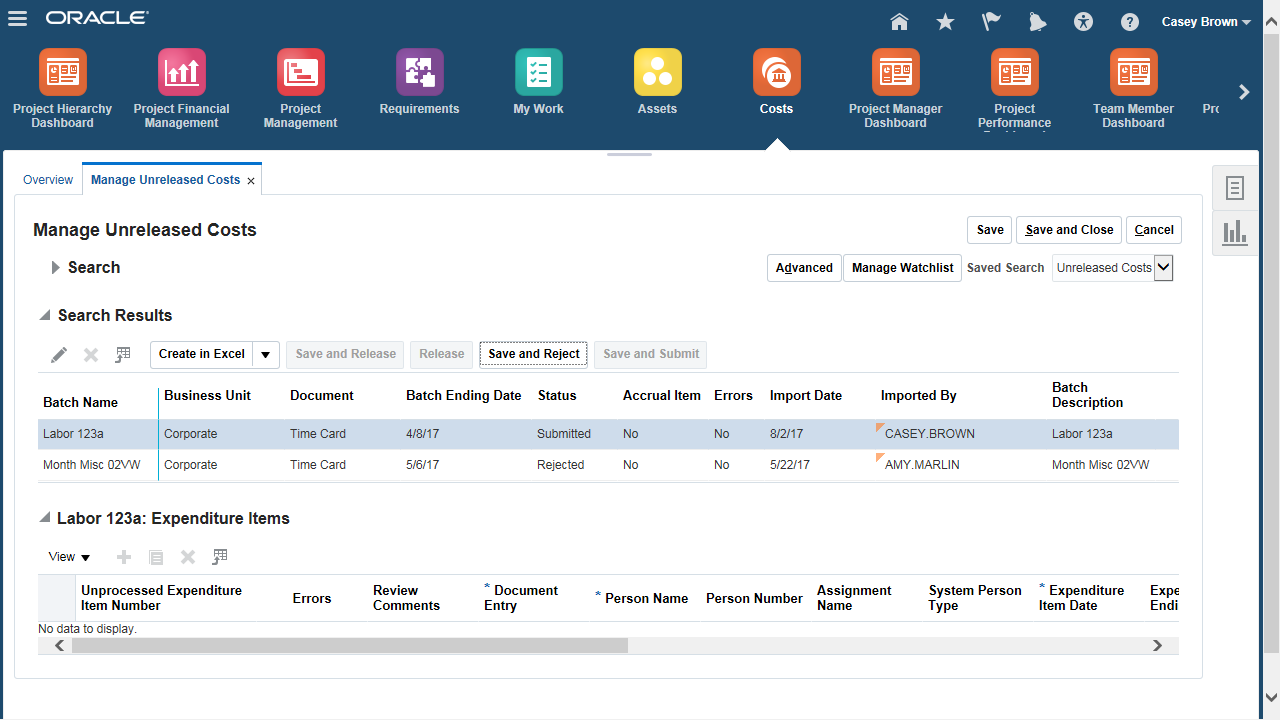 ORACLE
Casey Brown
Project Hierarchy Dashboard
Project Financial Management
Project Management
Requirements
My Work
Assets
Costs
Project Manager Dashboard
Project Performance
Team Member Dashboard
Overview
Manage Unreleased Costs
Manage Unreleased Costs
Save Save and Close Cancel
Search
Advanced Manage Watchlist Saved Search Unreleased Costs
Search Results
Create in Excel Save and Release Release Save and Reject Save and Submit
Batch Name Business Unit Document Batch Ending Date Status Accrual Item Errors Import Date Imported By Batch Description
Labor 123a Corporate Time Card 4/8/17 Submitted No No 8/2/17 CASEY.BROWN Labor 123a
Month Misc 02VW Corporate Time Card 5/6/17 Rejected No No 5/22/17 AMY.MARLIN Month Misc 02VW
Labor 123a: Expenditure Items
View
Unprocessed Expenditure Item Number Errors Review Comments * Document Entry * Person Name Person Number Assignment Name System Person Type * Expenditure Item Date
No data to display.